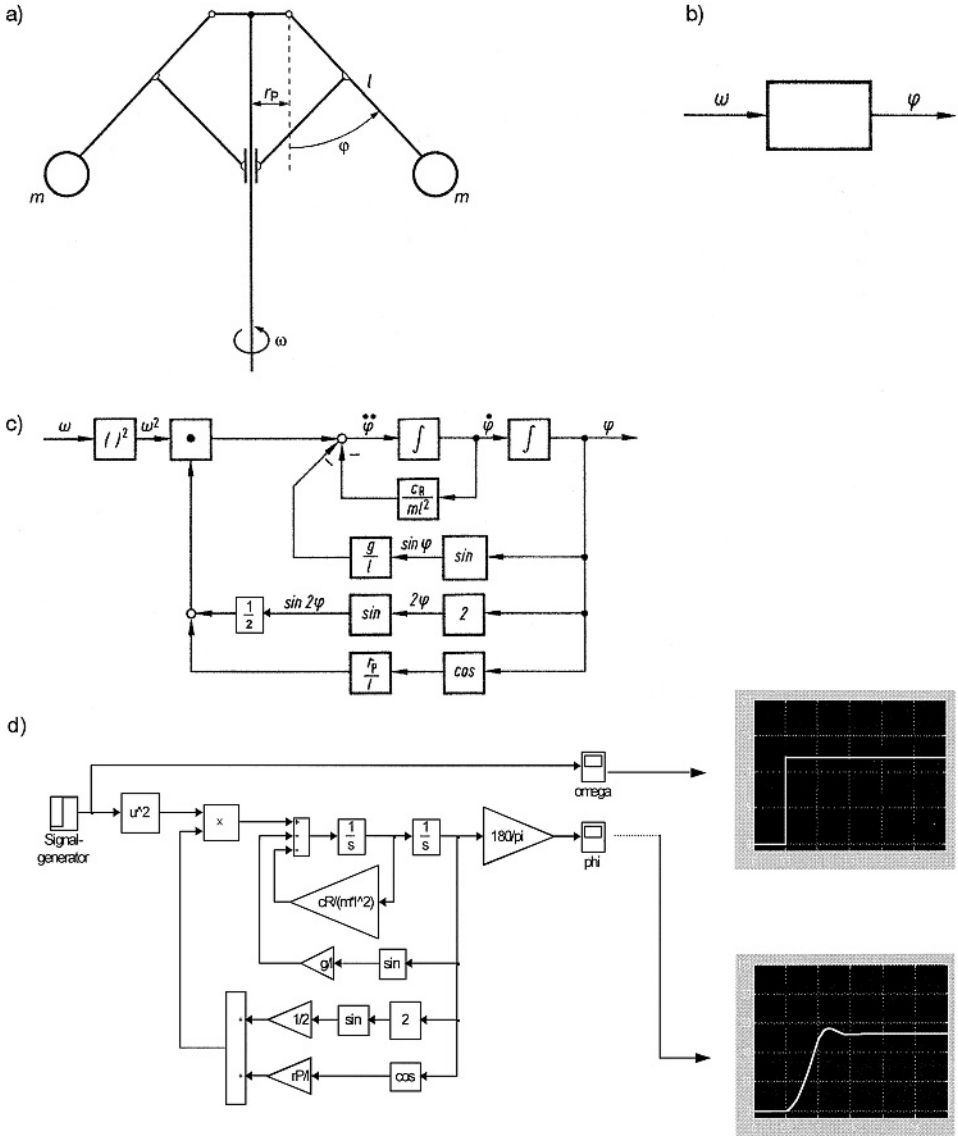 a)
l
r_P
φ
m
m
ω
b)
ω
φ
c)
ω
( )²
ω²
•
φ̈
∫
φ̇
∫
φ
−
−
c_R
ml²
g
l
sin φ
sin
1
2
sin 2φ
sin
2φ
2
r_P
l
cos
d)
omega
Signal-
generator
u^2
x
+
-
-
1
s
1
s
180/pi
phi
cR/(m*l^2)
g/l
sin
+
1/2
sin
2
+
rP/l
cos